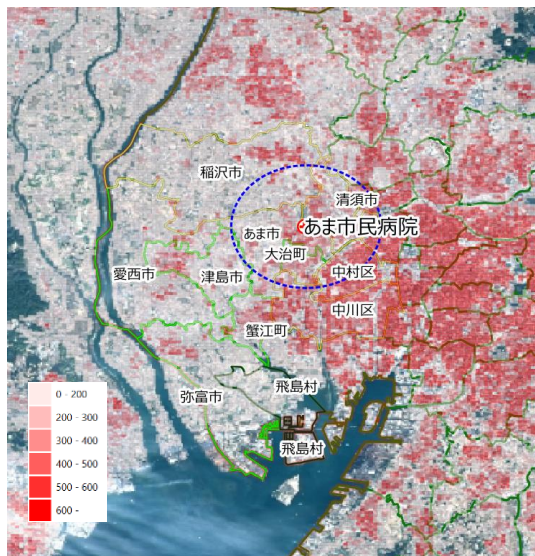 稲沢市
清須市
あま市民病院
あま市
大治町
愛西市
津島市
中村区
中川区
蟹江町
飛島村
弥富市
飛島村
0 - 200
200 - 300
300 - 400
400 - 500
500 - 600
600 -